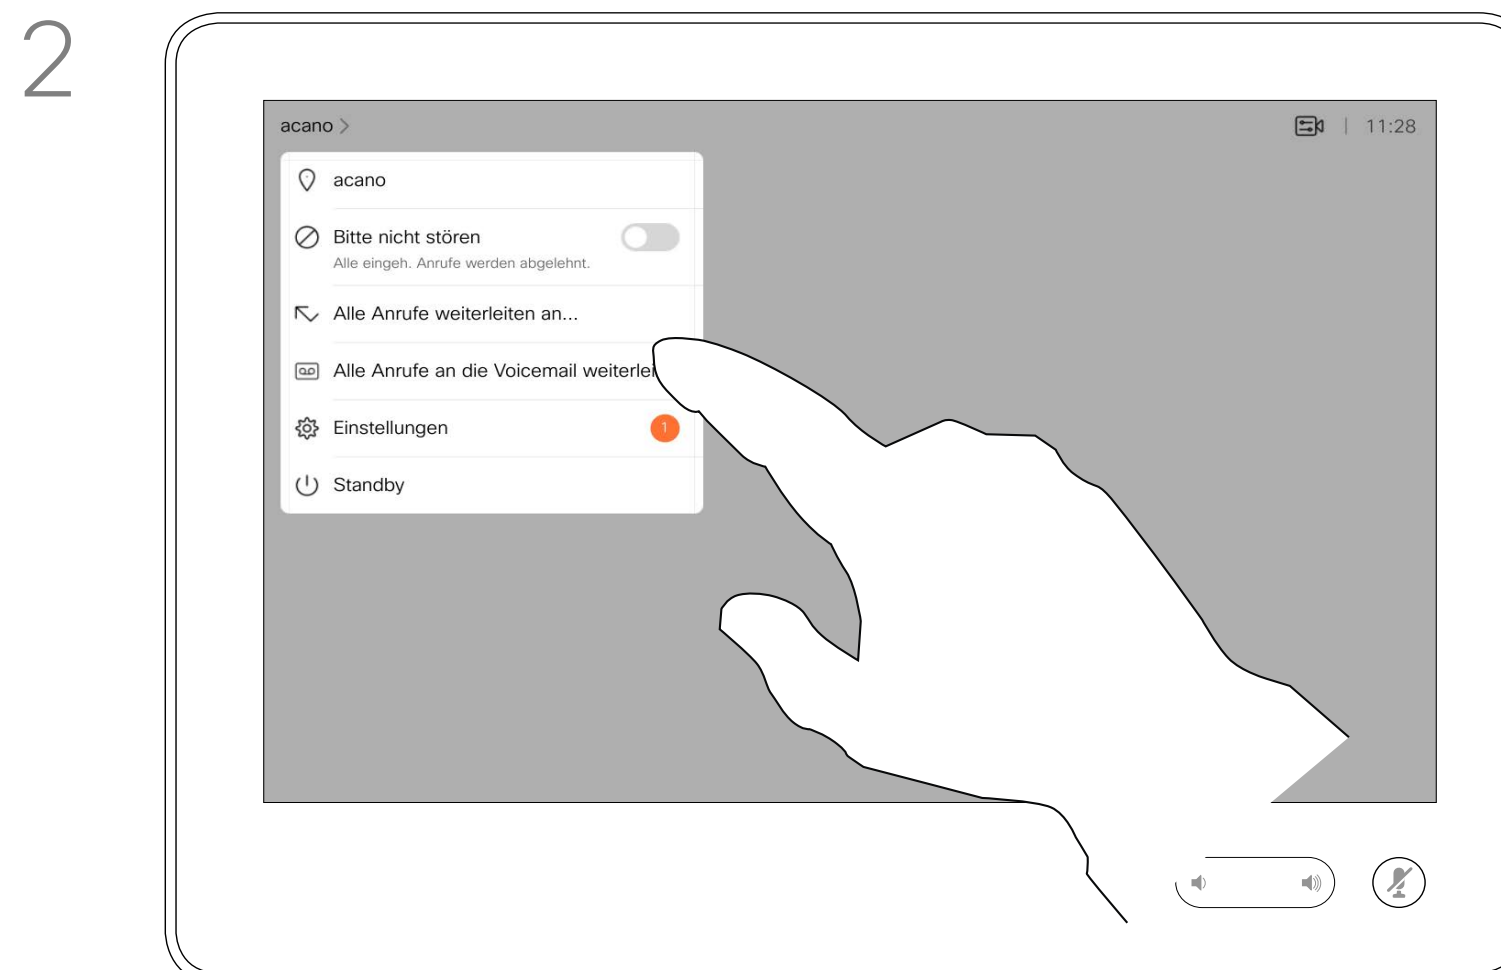 2
acano >
11:28
acano
Bitte nicht stören
Alle eingeh. Anrufe werden abgelehnt.
Alle Anrufe weiterleiten an...
Alle Anrufe an die Voicemail
Einstellungen
1
Standby